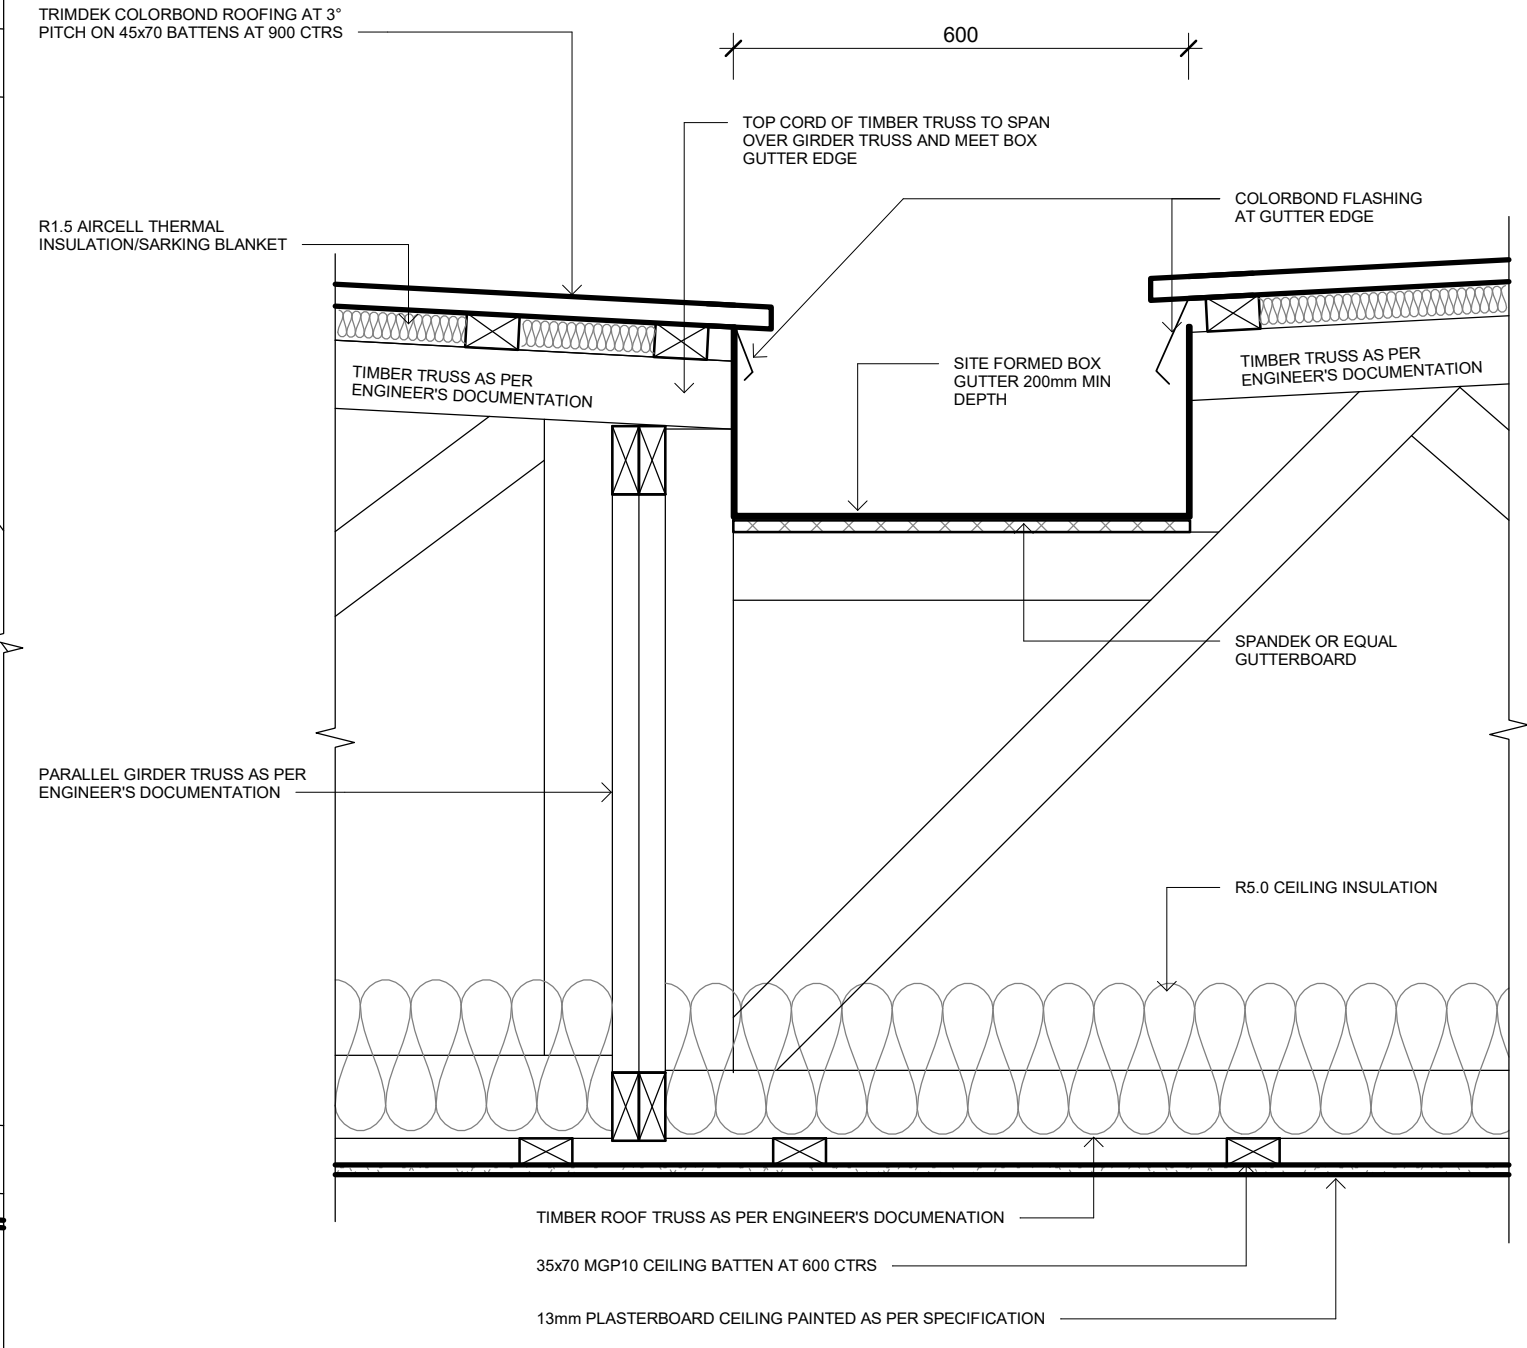 TRIMDEK COLORBOND ROOFING AT 3°
PITCH ON 45x70 BATTENS AT 900 CTRS
600
TOP CORD OF TIMBER TRUSS TO SPAN
OVER GIRDER TRUSS AND MEET BOX
GUTTER EDGE
COLORBOND FLASHING
AT GUTTER EDGE
R1.5 AIRCELL THERMAL
INSULATION/SARKING BLANKET
SITE FORMED BOX
GUTTER 200mm MIN
DEPTH
TIMBER TRUSS AS PER
ENGINEER'S DOCUMENTATION
TIMBER TRUSS AS PER
ENGINEER'S DOCUMENTATION
SPANDEK OR EQUAL
GUTTERBOARD
PARALLEL GIRDER TRUSS AS PER
ENGINEER'S DOCUMENTATION
R5.0 CEILING INSULATION
TIMBER ROOF TRUSS AS PER ENGINEER'S DOCUMENATION
35x70 MGP10 CEILING BATTEN AT 600 CTRS
13mm PLASTERBOARD CEILING PAINTED AS PER SPECIFICATION